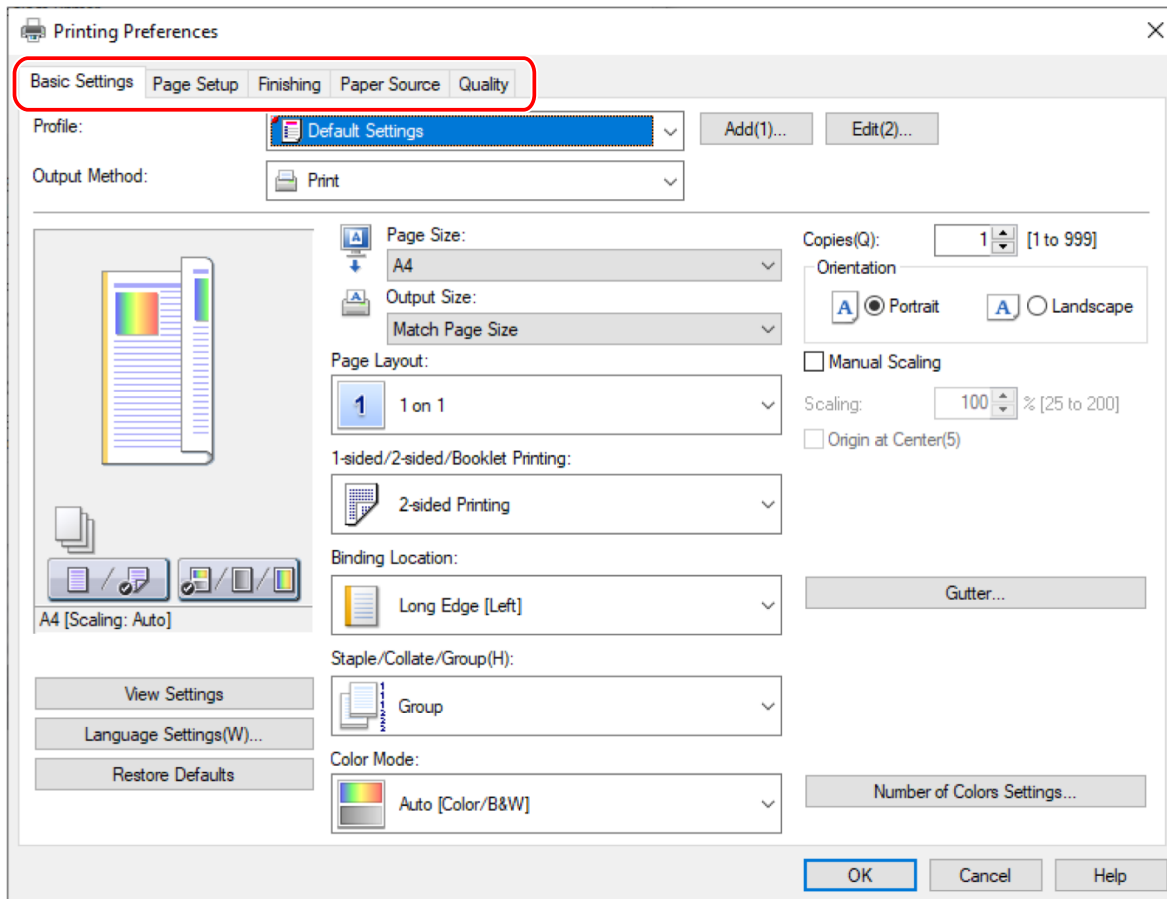 Printing Preferences
Basic Settings Page Setup Finishing Paper Source Quality
Profile: Default Settings Add(1)... Edit(2)...
Output Method: Print
Page Size:
A4
Output Size:
Match Page Size
Page Layout:
1 1 on 1
1-sided/2-sided/Booklet Printing:
2-sided Printing
Binding Location:
Long Edge [Left]
Staple/Collate/Group(H):
Group
Color Mode:
Auto [Color/B&W]
Copies(Q): 1 [1 to 999]
Orientation
A Portrait A Landscape
Manual Scaling
Scaling: 100 % [25 to 200]
Origin at Center(5)
Gutter...
Number of Colors Settings...
A4 [Scaling: Auto]
View Settings
Language Settings(W)...
Restore Defaults
OK Cancel Help